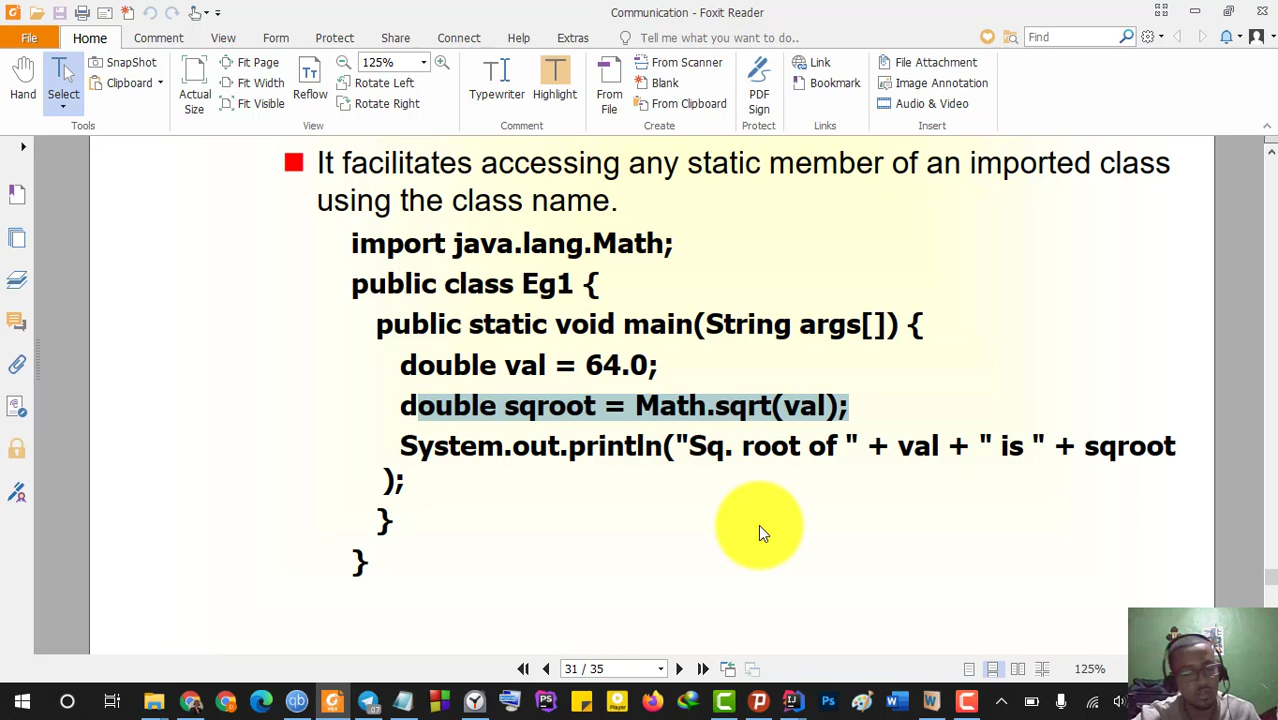 Communication - Foxit Reader
File Home Comment View Form Protect Share Connect Help Extras Tell me what you want to do... Find
Hand
Select
SnapShot
Clipboard
Tools
Actual
Size
Fit Page
Fit Width
Fit Visible
Reflow
125%
Rotate Left
Rotate Right
View
Typewriter
Highlight
Comment
From
File
From Scanner
Blank
From Clipboard
Create
PDF
Sign
Protect
Link
Bookmark
Links
File Attachment
Image Annotation
Audio & Video
Insert
It facilitates accessing any static member of an imported class
using the class name.
import java.lang.Math;
public class Eg1 {
public static void main(String args[]) {
double val = 64.0;
double sqroot = Math.sqrt(val);
System.out.println("Sq. root of " + val + " is " + sqroot
);
}
}
31 / 35
125%